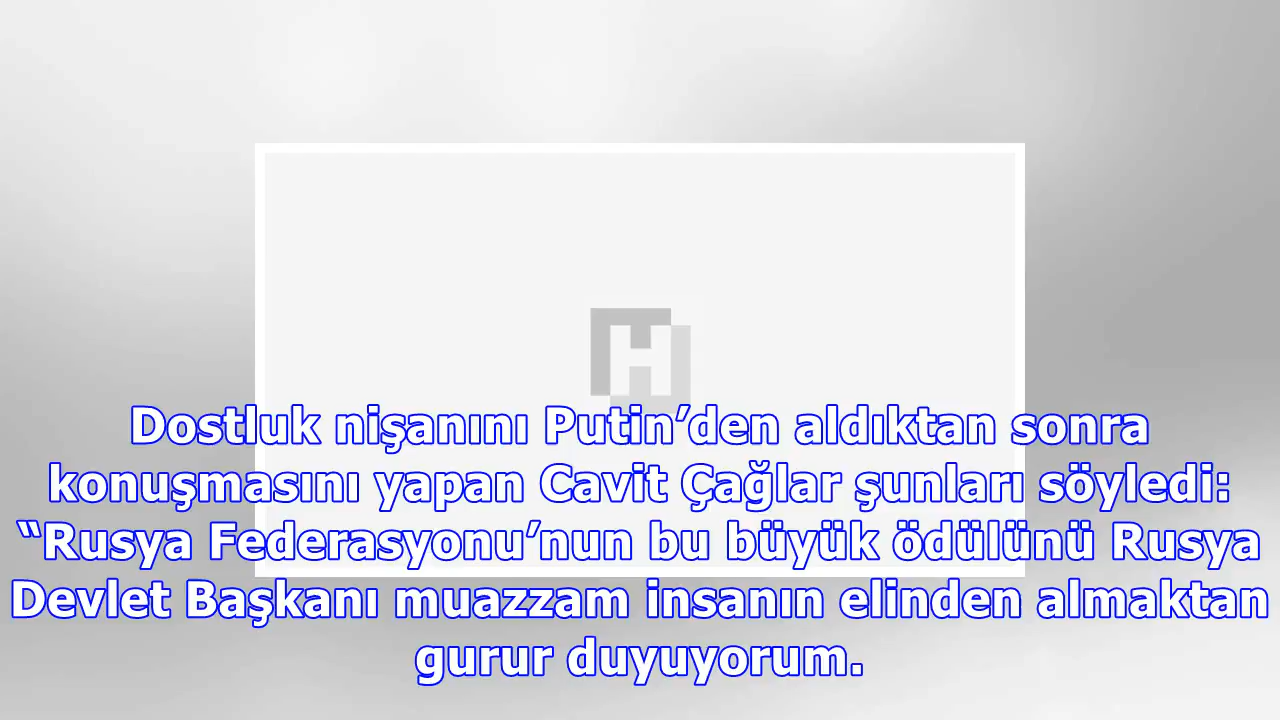 Dostluk nişanını Putin’den aldıktan sonra
konuşmasını yapan Cavit Çağlar şunları söyledi:
“Rusya Federasyonu’nun bu büyük ödülünü Rusya
Devlet Başkanı muazzam insanın elinden almaktan
gurur duyuyorum.